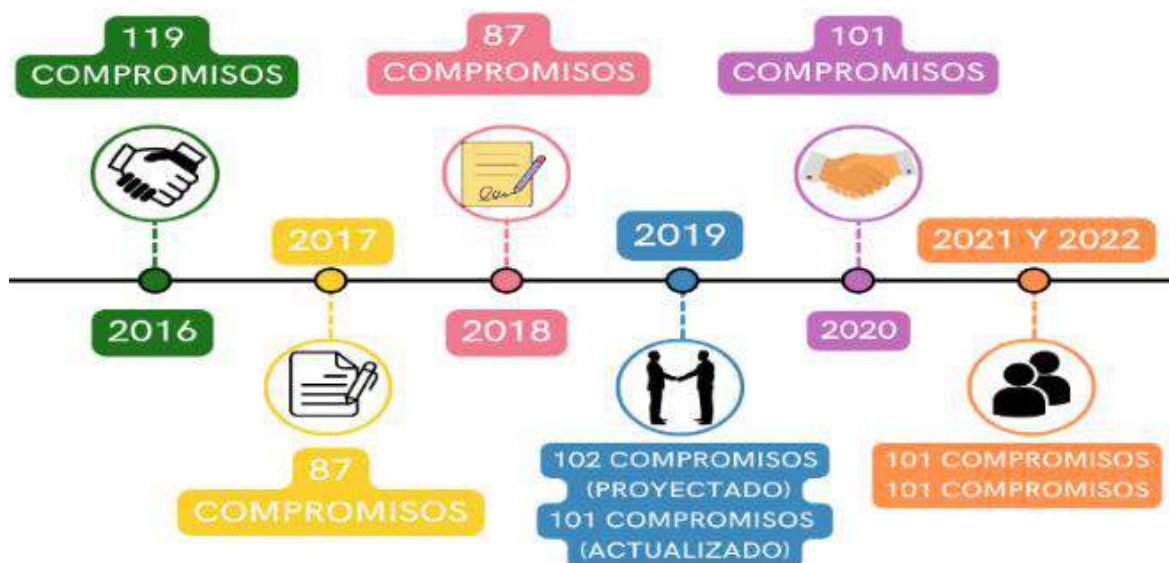 119
COMPROMISOS
87
COMPROMISOS
101
COMPROMISOS
2017
2019
2021 Y 2022
2016
2018
2020
87
COMPROMISOS
102 COMPROMISOS
(PROYECTADO)
101 COMPROMISOS
(ACTUALIZADO)
101 COMPROMISOS
101 COMPROMISOS